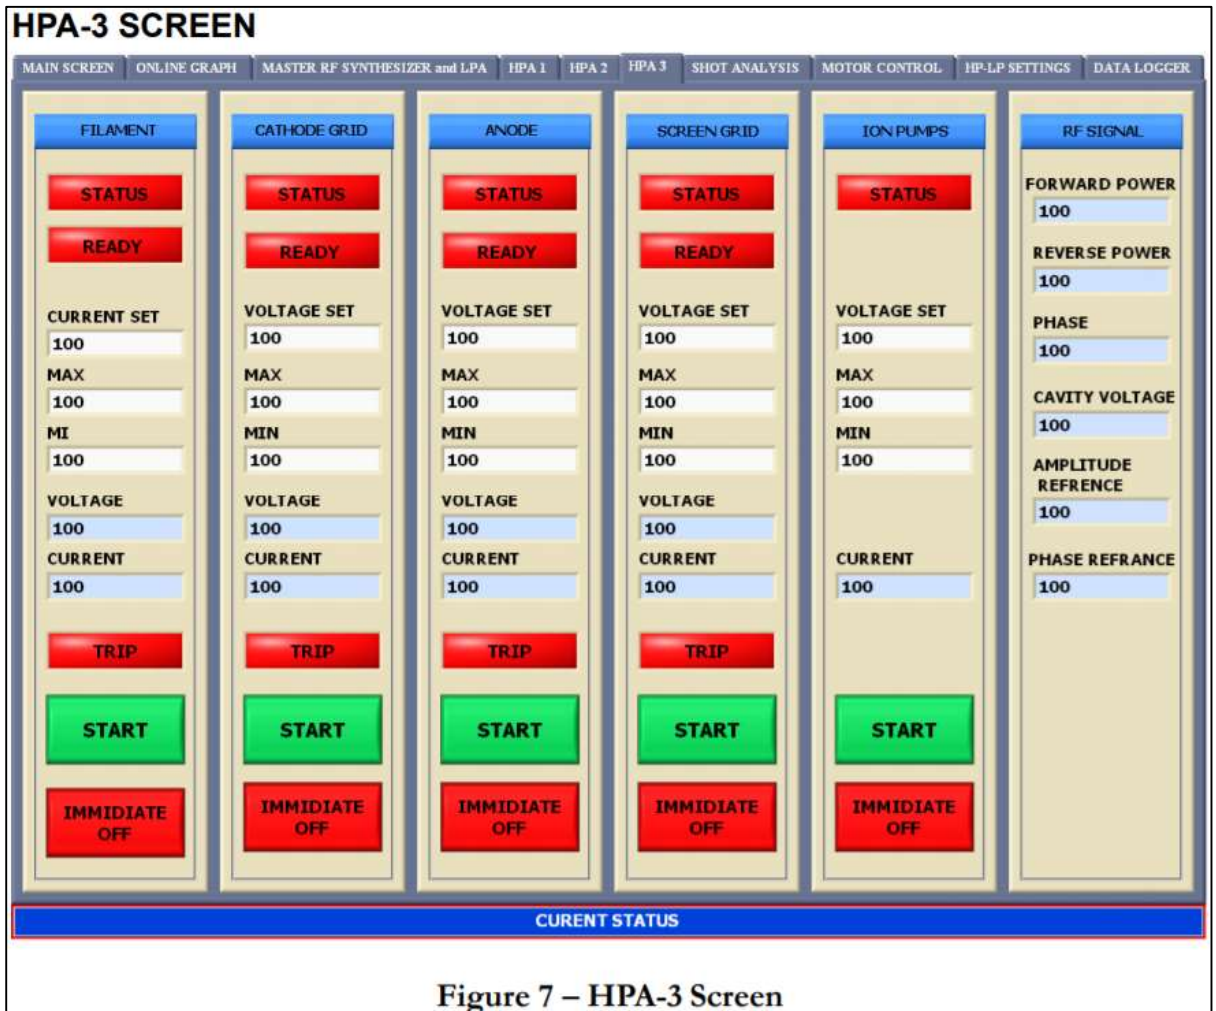 HPA-3 SCREEN
MAIN SCREEN ONLINE GRAPH MASTER RF SYNTHESIZER and LPA HPA 1 HPA 2 HPA 3 SHOT ANALYSIS MOTOR CONTROL HP-LP SETTINGS DATA LOGGER
FILAMENT
STATUS
READY
CURRENT SET
100
MAX
100
MI
100
VOLTAGE
100
CURRENT
100
TRIP
START
IMMIDIATE
OFF
CATHODE GRID
STATUS
READY
VOLTAGE SET
100
MAX
100
MIN
100
VOLTAGE
100
CURRENT
100
TRIP
START
IMMIDIATE
OFF
ANODE
STATUS
READY
VOLTAGE SET
100
MAX
100
MIN
100
VOLTAGE
100
CURRENT
100
TRIP
START
IMMIDIATE
OFF
SCREEN GRID
STATUS
READY
VOLTAGE SET
100
MAX
100
MIN
100
VOLTAGE
100
CURRENT
100
TRIP
START
IMMIDIATE
OFF
ION PUMPS
STATUS
VOLTAGE SET
100
MAX
100
MIN
100
CURRENT
100
START
IMMIDIATE
OFF
RF SIGNAL
FORWARD POWER
100
REVERSE POWER
100
PHASE
100
CAVITY VOLTAGE
100
AMPLITUDE
REFRENCE
100
PHASE REFRANCE
100
CURENT STATUS
Figure 7 – HPA-3 Screen